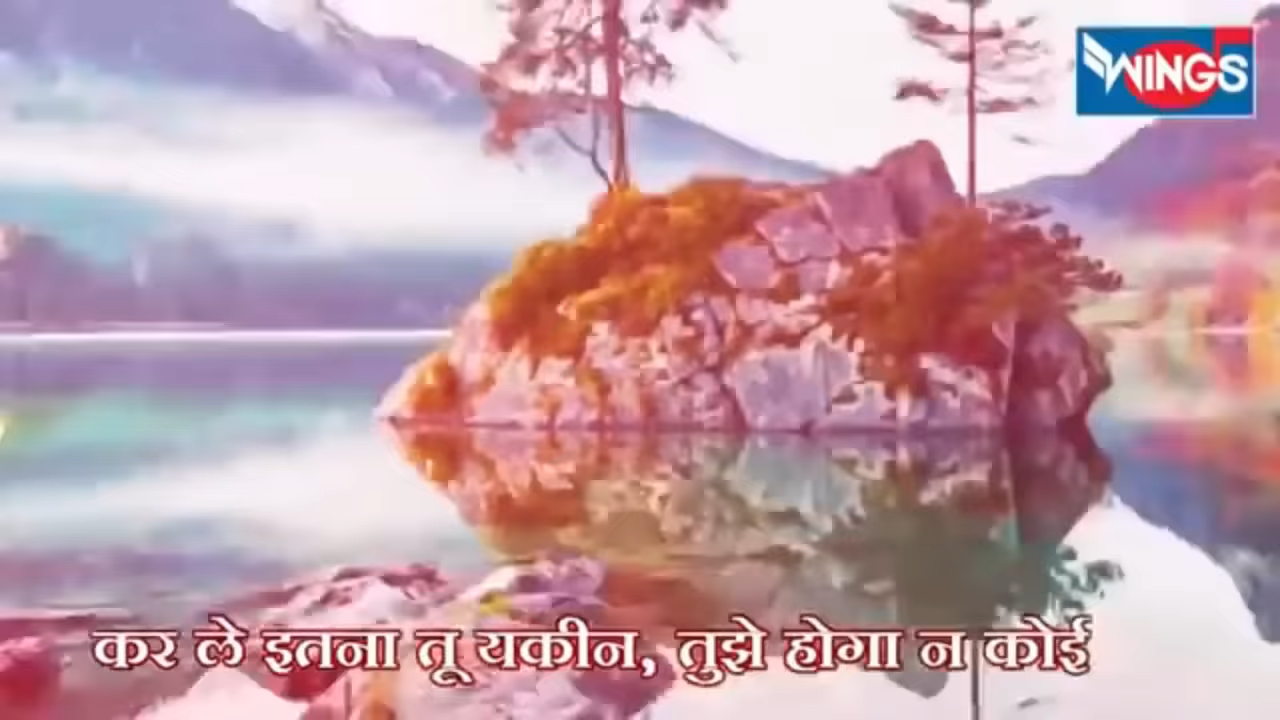 WINGS
कर ले इतना तू यकीन, तुझे होगा न कोई